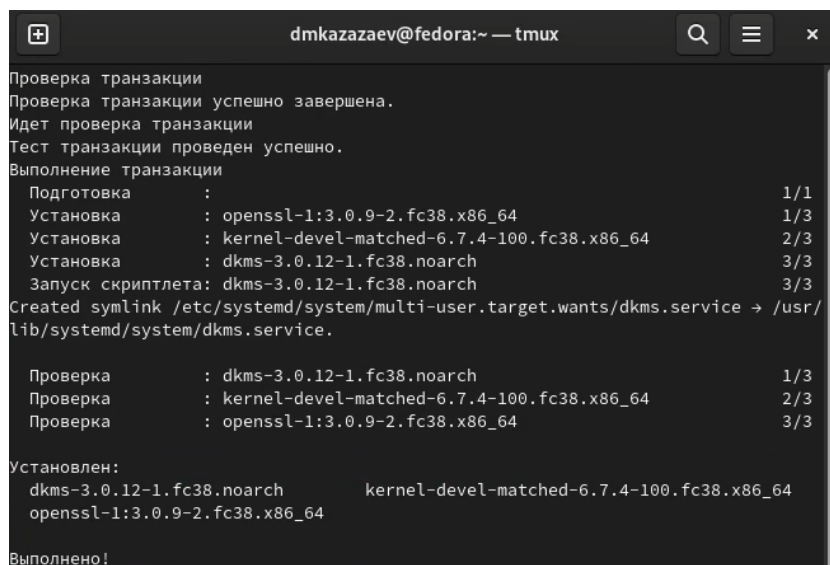 dmkazazaev@fedora:~ — tmux
Проверка транзакции
Проверка транзакции успешно завершена.
Идет проверка транзакции
Тест транзакции проведен успешно.
Выполнение транзакции
  Подготовка       :                                                        1/1
  Установка        : openssl-1:3.0.9-2.fc38.x86_64                          1/3
  Установка        : kernel-devel-matched-6.7.4-100.fc38.x86_64             2/3
  Установка        : dkms-3.0.12-1.fc38.noarch                              3/3
  Запуск скриптлета: dkms-3.0.12-1.fc38.noarch                              3/3
Created symlink /etc/systemd/system/multi-user.target.wants/dkms.service → /usr/
lib/systemd/system/dkms.service.
  Проверка         : dkms-3.0.12-1.fc38.noarch                              1/3
  Проверка         : kernel-devel-matched-6.7.4-100.fc38.x86_64             2/3
  Проверка         : openssl-1:3.0.9-2.fc38.x86_64                          3/3
Установлен:
  dkms-3.0.12-1.fc38.noarch        kernel-devel-matched-6.7.4-100.fc38.x86_64
  openssl-1:3.0.9-2.fc38.x86_64
Выполнено!